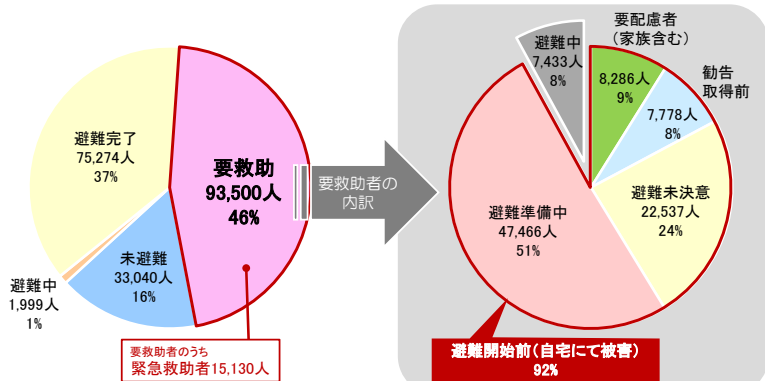 避難完了
75,274人
37%
要救助
93,500人
46%
未避難
33,040人
16%
避難中
1,999人
1%
要救助者のうち
緊急救助者15,130人
要救助者の
内訳
避難中
7,433人
8%
要配慮者
(家族含む)
8,286人
9%
勧告
取得前
7,778人
8%
避難未決意
22,537人
24%
避難準備中
47,466人
51%
避難開始前(自宅にて被害)
92%